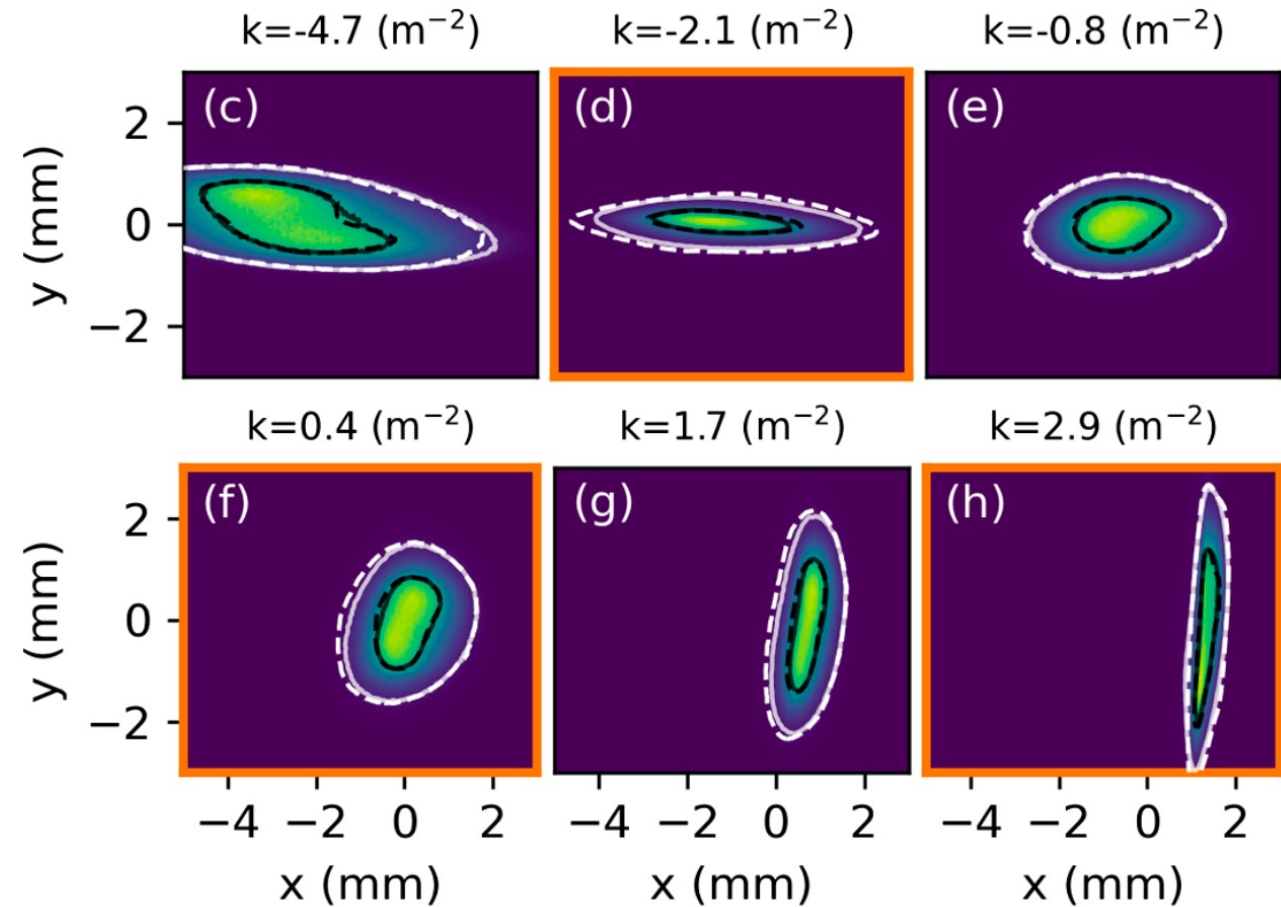 k=-4.7 (m⁻²) k=-2.1 (m⁻²) k=-0.8 (m⁻²)
(c) (d) (e)
2
0
−2
y (mm)
k=0.4 (m⁻²) k=1.7 (m⁻²) k=2.9 (m⁻²)
(f) (g) (h)
2
0
−2
y (mm)
−4 −2 0 2 −4 −2 0 2 −4 −2 0 2
x (mm) x (mm) x (mm)